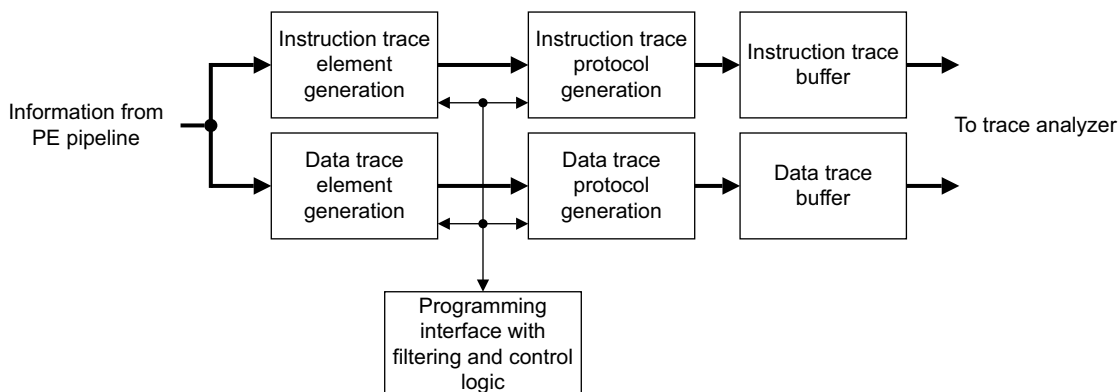 Information from
PE pipeline
Instruction trace
element
generation
Instruction trace
protocol
generation
Instruction trace
buffer
To trace analyzer
Data trace
element
generation
Data trace
protocol
generation
Data trace
buffer
Programming
interface with
filtering and control
logic